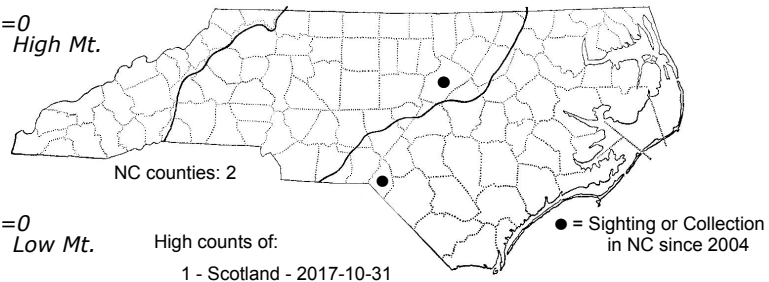 =0
High Mt.
NC counties: 2
=0
Low Mt.
High counts of:
1 - Scotland - 2017-10-31
= Sighting or Collection
in NC since 2004